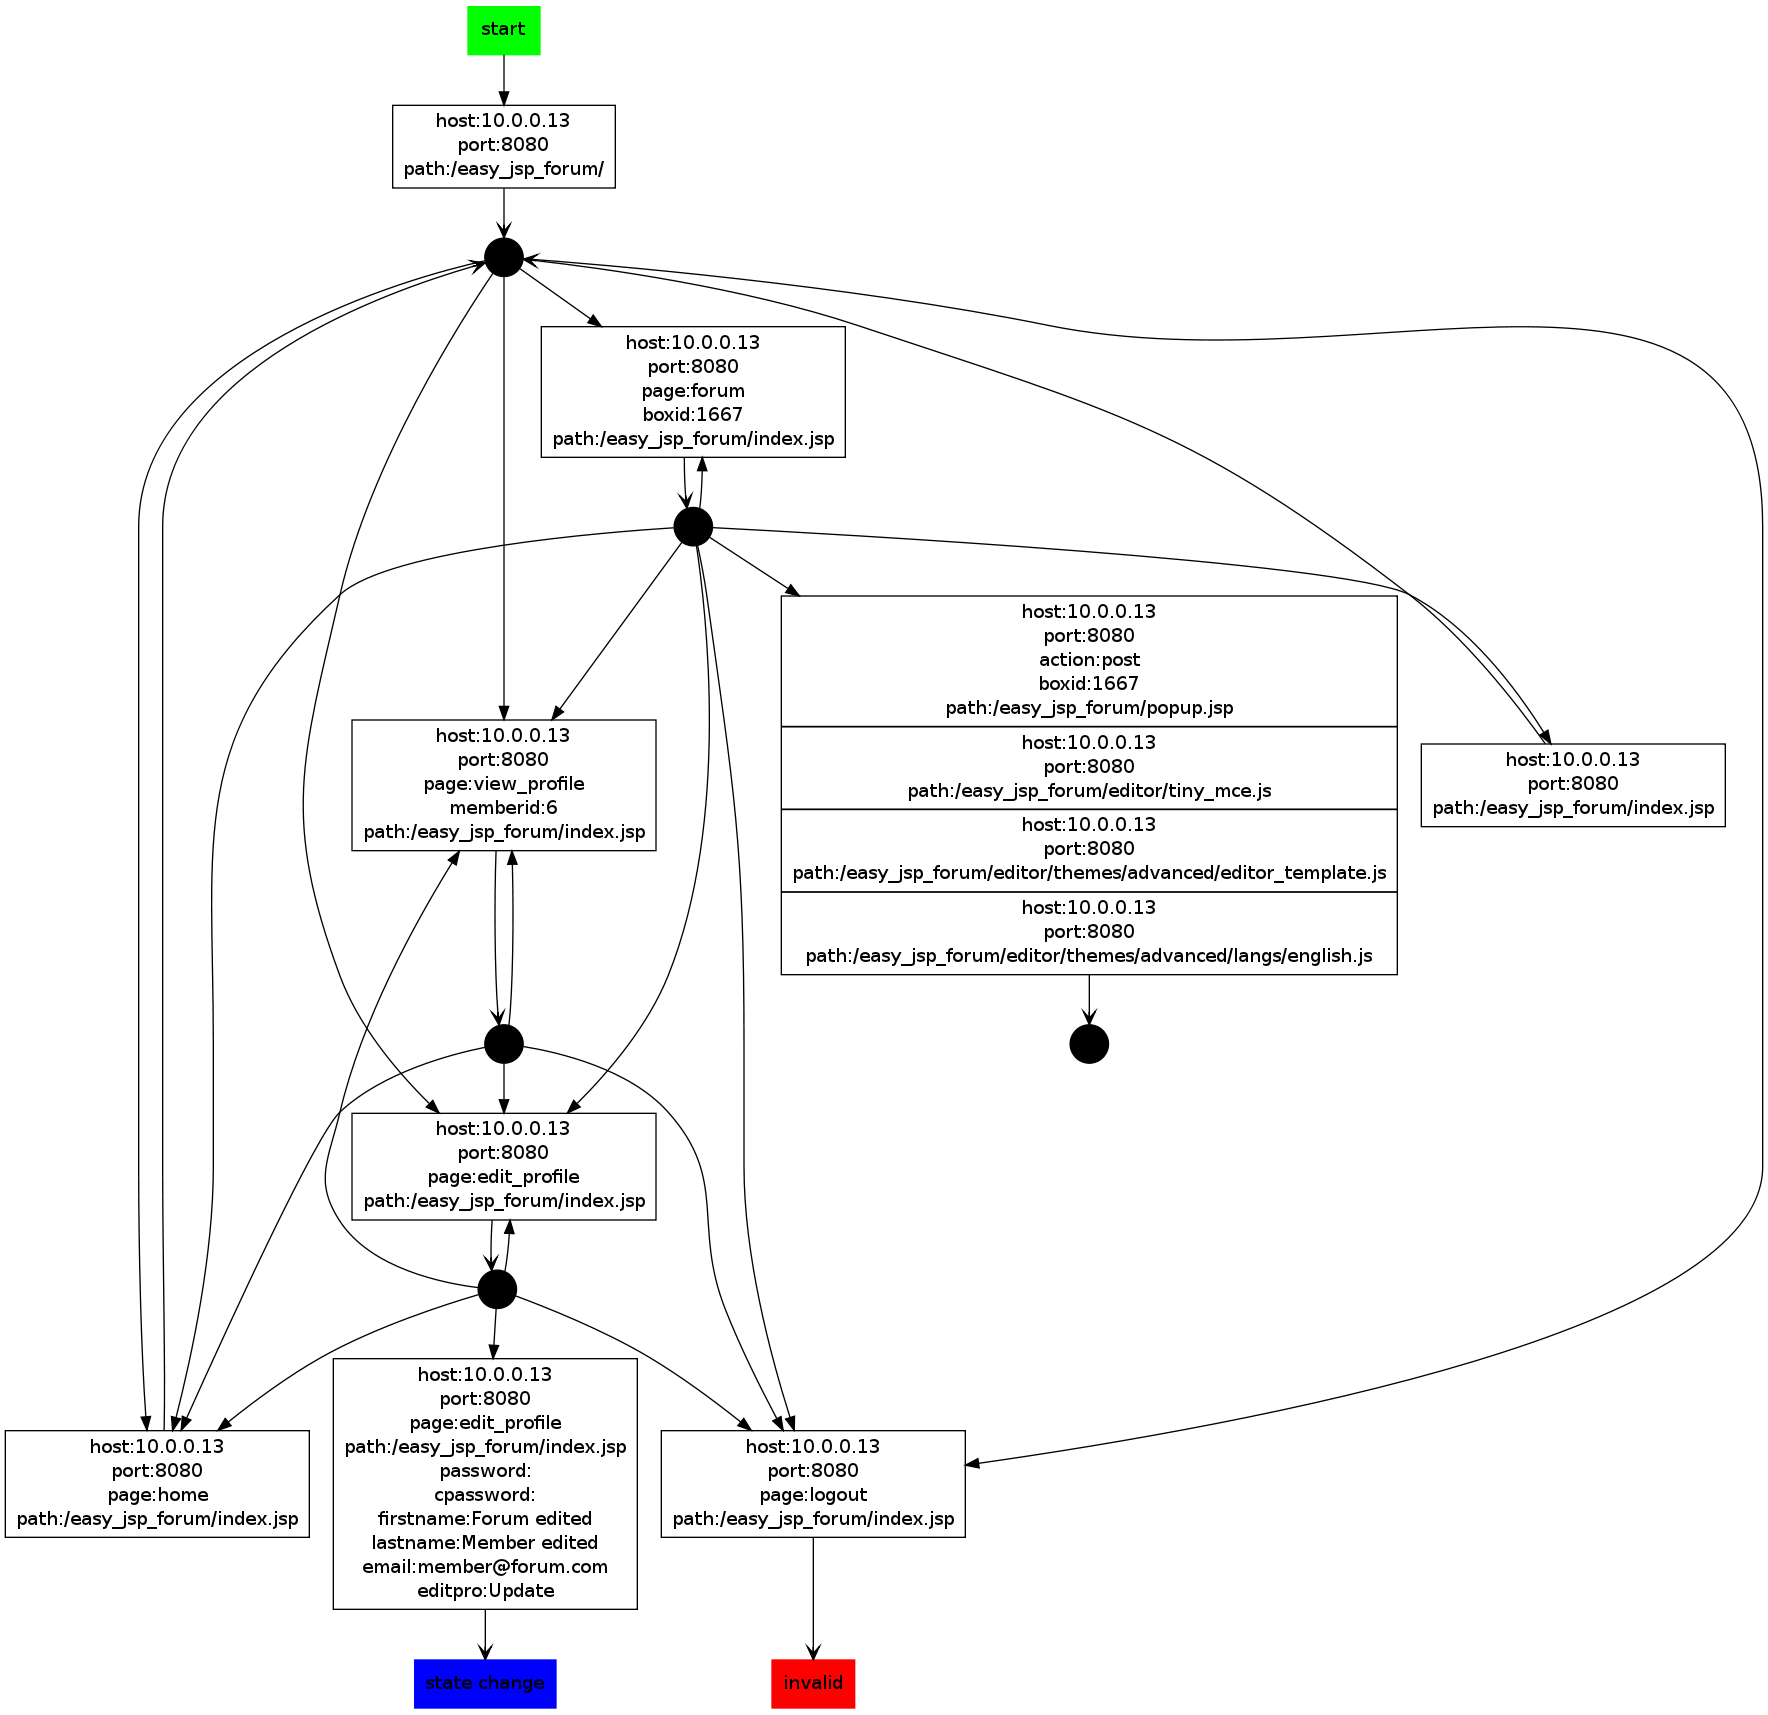 start
host:10.0.0.13
port:8080
path:/easy_jsp_forum/
host:10.0.0.13
port:8080
page:forum
boxid:1667
path:/easy_jsp_forum/index.jsp
host:10.0.0.13
port:8080
action:post
boxid:1667
path:/easy_jsp_forum/popup.jsp
host:10.0.0.13
port:8080
path:/easy_jsp_forum/editor/tiny_mce.js
host:10.0.0.13
port:8080
path:/easy_jsp_forum/editor/themes/advanced/editor_template.js
host:10.0.0.13
port:8080
path:/easy_jsp_forum/editor/themes/advanced/langs/english.js
host:10.0.0.13
port:8080
path:/easy_jsp_forum/index.jsp
host:10.0.0.13
port:8080
page:view_profile
memberid:6
path:/easy_jsp_forum/index.jsp
host:10.0.0.13
port:8080
page:edit_profile
path:/easy_jsp_forum/index.jsp
host:10.0.0.13
port:8080
page:home
path:/easy_jsp_forum/index.jsp
host:10.0.0.13
port:8080
page:edit_profile
path:/easy_jsp_forum/index.jsp
password:
cpassword:
firstname:Forum edited
lastname:Member edited
email:member@forum.com
editpro:Update
host:10.0.0.13
port:8080
page:logout
path:/easy_jsp_forum/index.jsp
state change
invalid